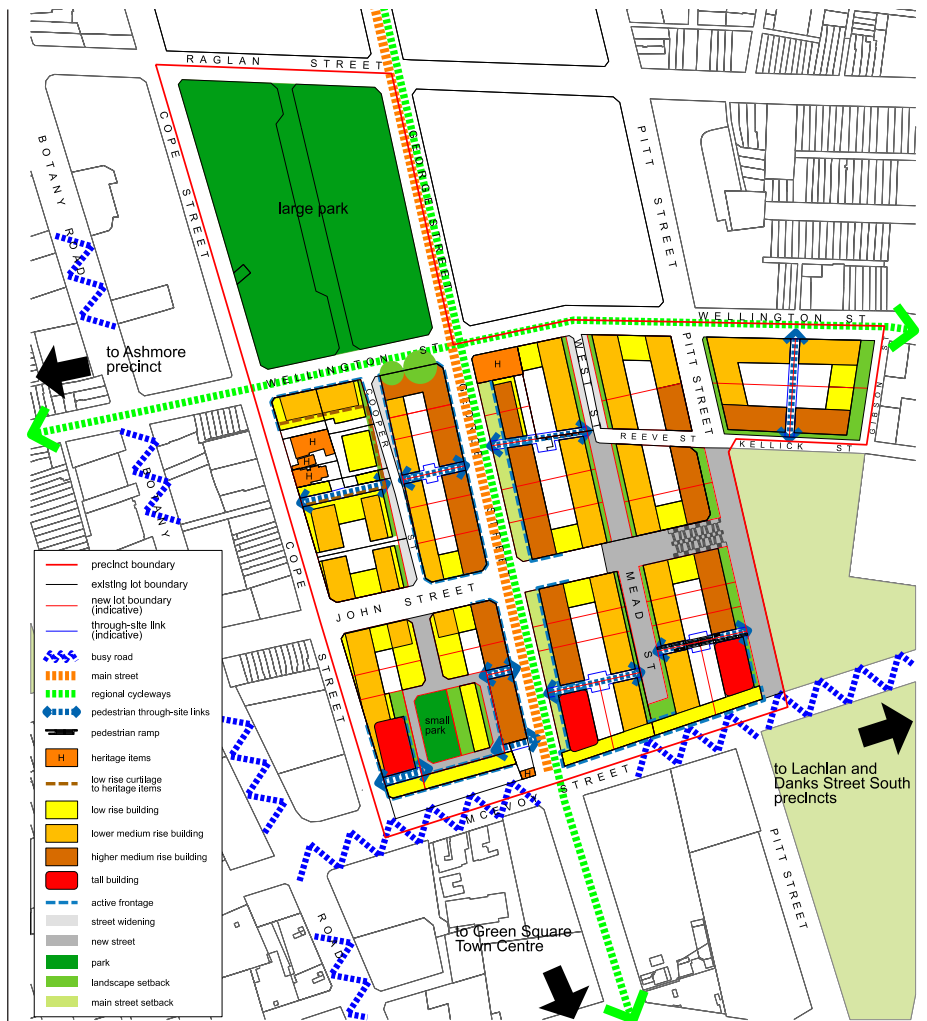 RAGLAN STREET
COPE STREET
BOTANY ROAD
GEORGE STREET
PITT STREET
large park
WELLINGTON ST
to Ashmore
precinct
WELLINGTON ST
COOPER ST
WEST ST
PITT STREET
GIBSON S
REEVE ST
KELLICK ST
H
H
H
H
BOTANY
GEORGE STREET
COPE STREET
JOHN STREET
MEAD ST
small
park
H
MCEVOY STREET
to Lachlan and
Danks Street South
precincts
PITT STREET
to Green Square
Town Centre
ROAD
precinct boundary
existing lot boundary
new lot boundary
(indicative)
through-site link
(indicative)
busy road
main street
regional cycleways
pedestrian through-site links
pedestrian ramp
H
heritage items
low rise curtilage
to heritage items
low rise building
lower medium rise building
higher medium rise building
tall building
active frontage
street widening
new street
park
landscape setback
main street setback